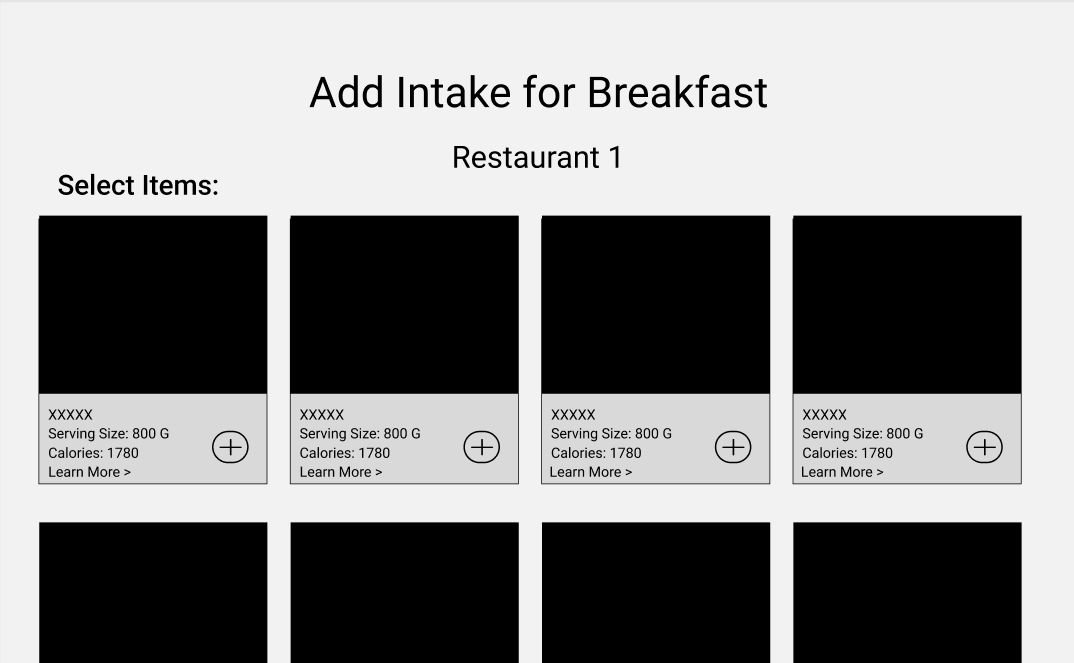 Add Intake for Breakfast
Restaurant 1
Select Items:
XXXXX
Serving Size: 800 G
Calories: 1780
Learn More >
XXXXX
Serving Size: 800 G
Calories: 1780
Learn More >
XXXXX
Serving Size: 800 G
Calories: 1780
Learn More >
XXXXX
Serving Size: 800 G
Calories: 1780
Learn More >